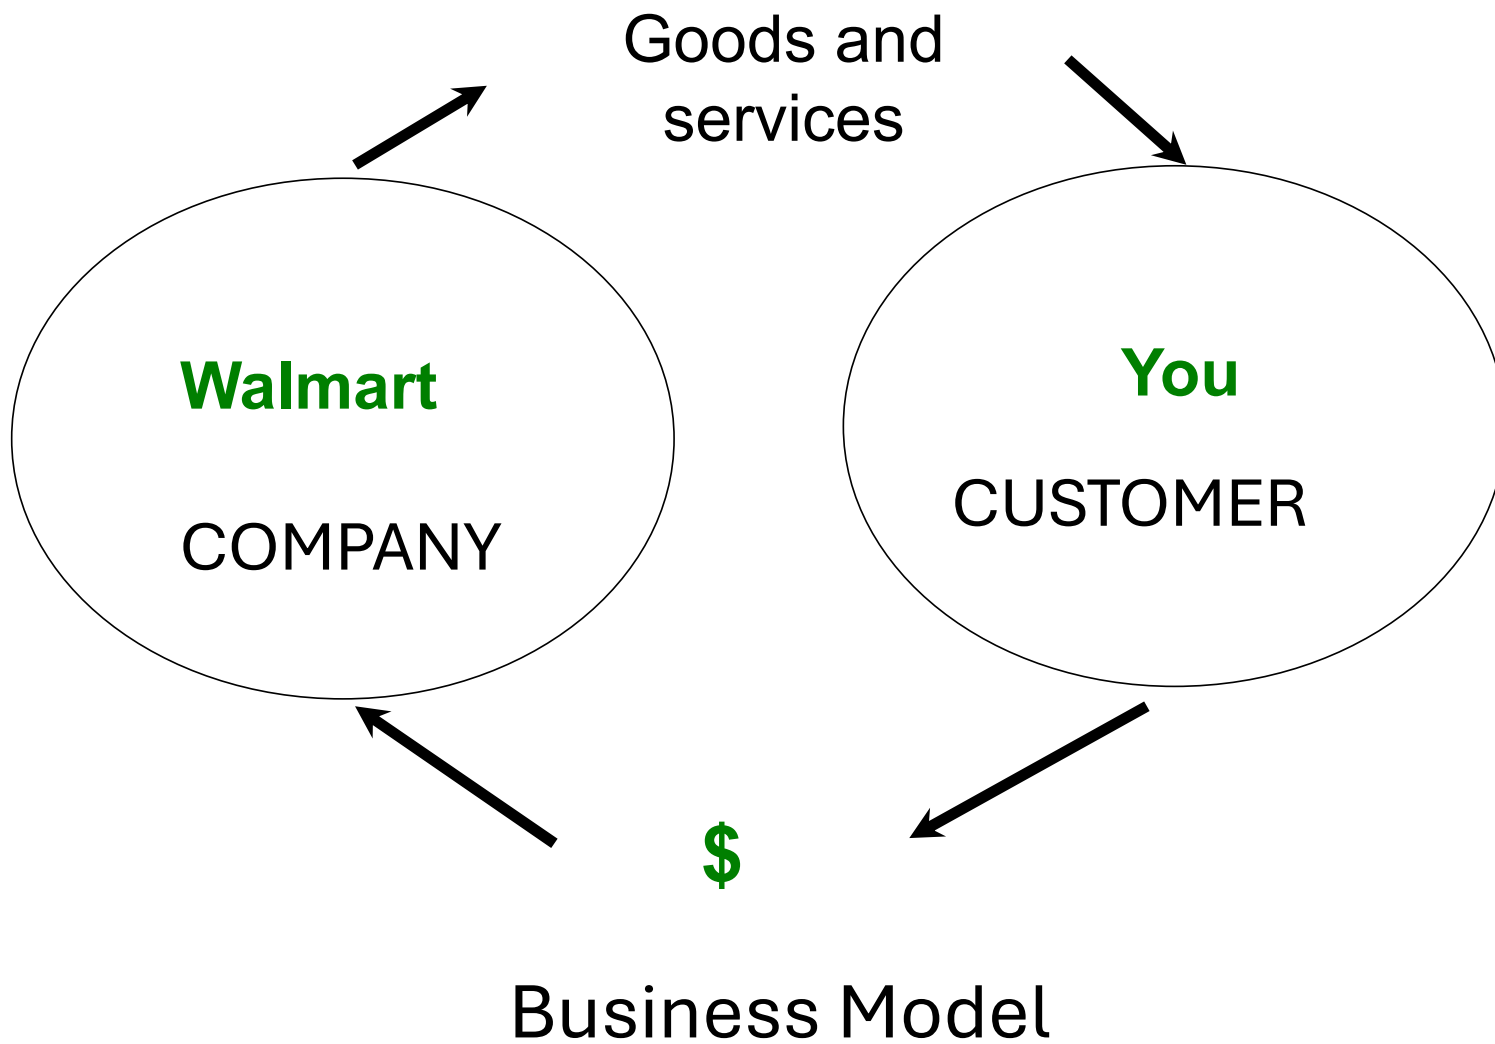 Goods and
services
Walmart
COMPANY
You
CUSTOMER
$
Business Model